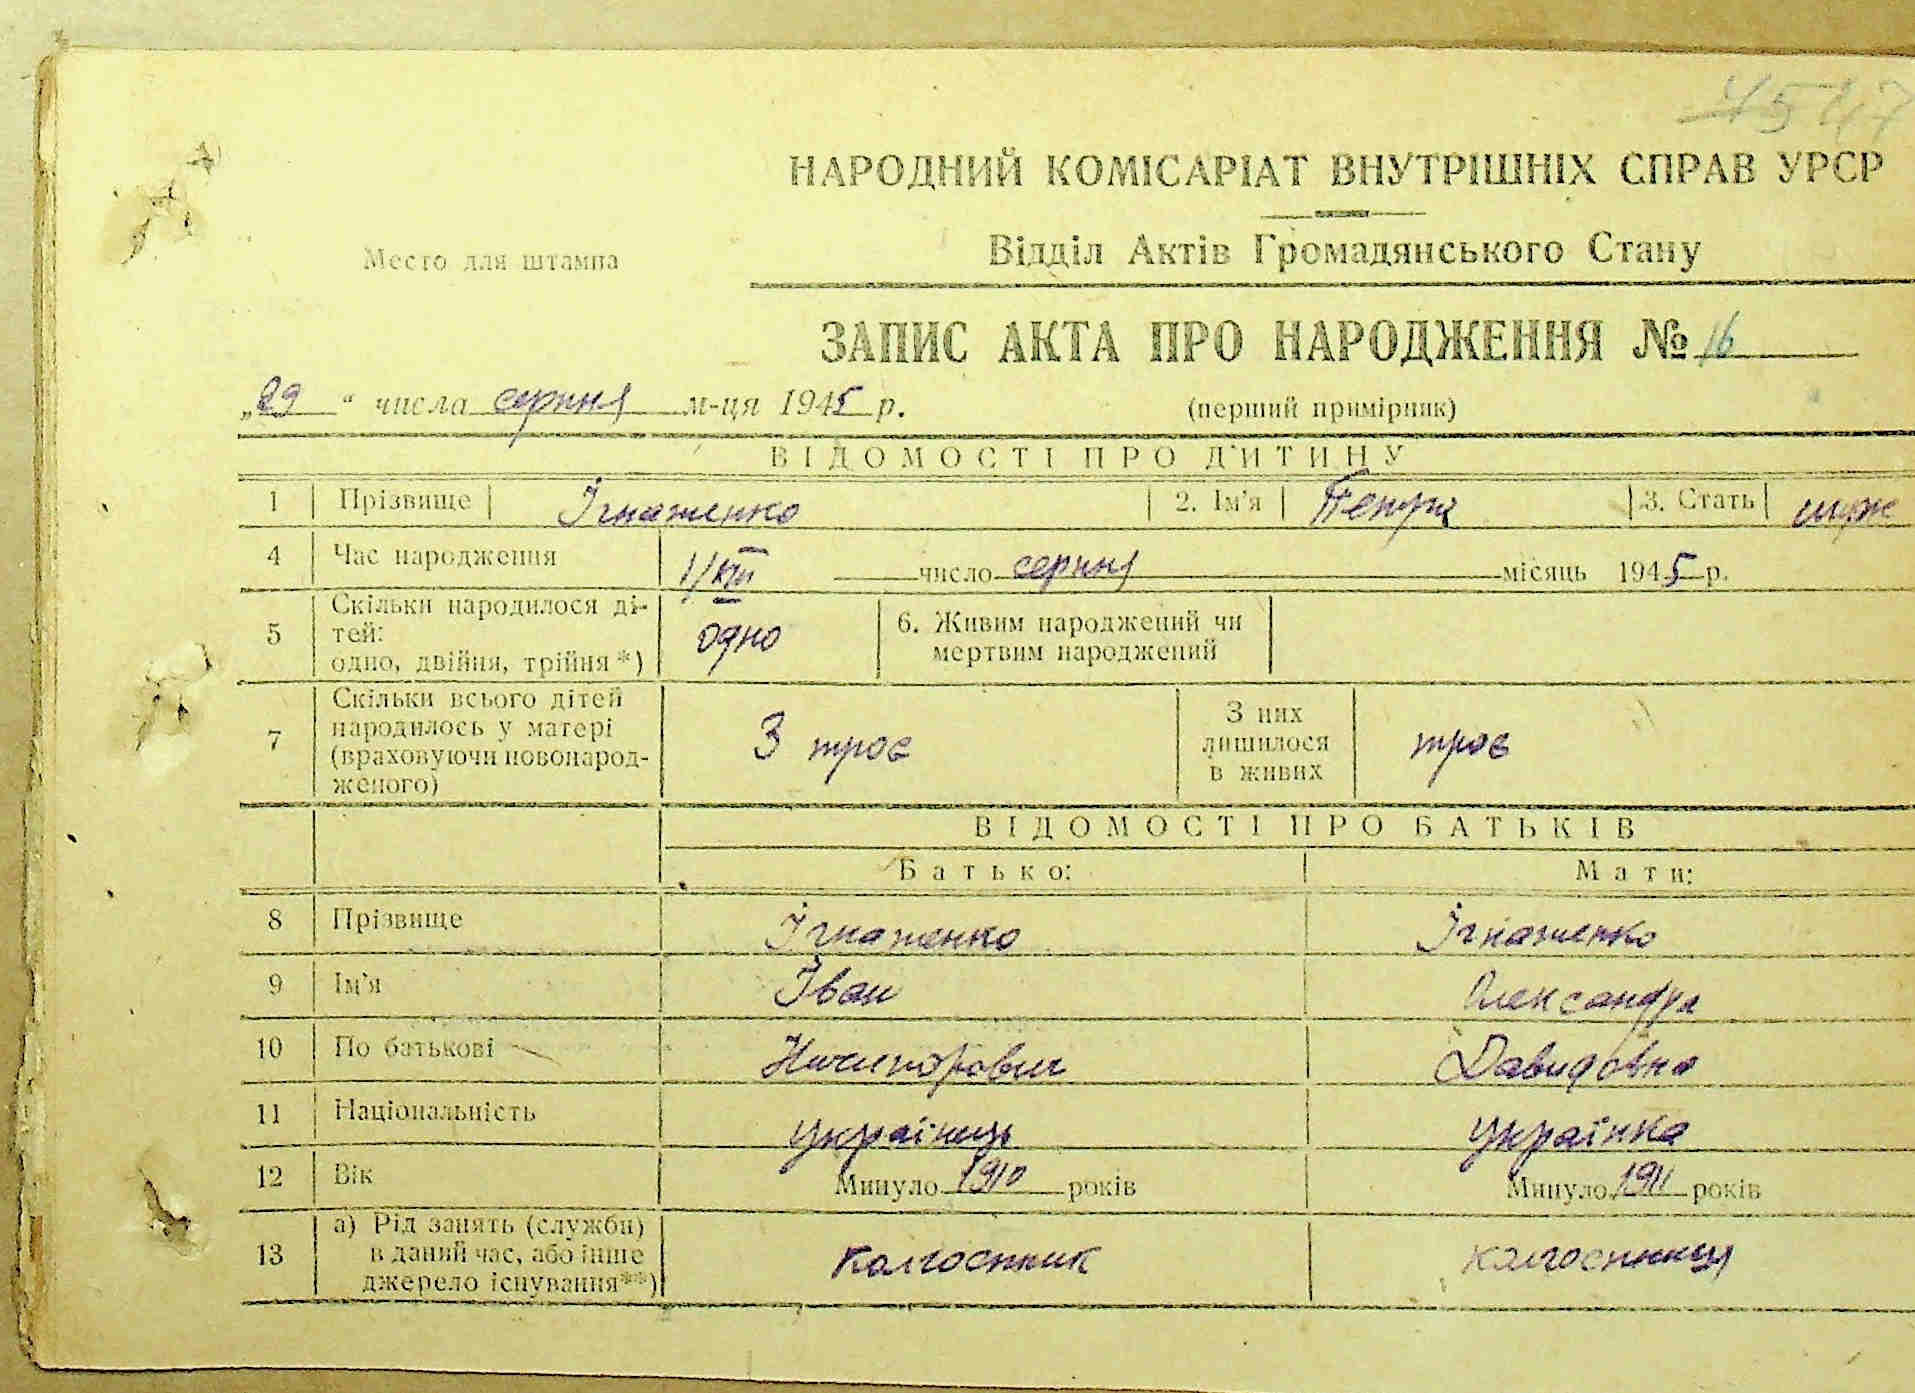 4547
НАРОДНИЙ КОМІСАРІАТ ВНУТРІШНІХ СПРАВ УРСР
Место для штампа
Відділ Актів Громадянського Стану
ЗАПИС АКТА ПРО НАРОДЖЕННЯ № 16
„29" числа серпня м-ця 1945 р. (перший примірник)
ВІДОМОСТІ ПРО ДИТИНУ
1 Прізвище Ігнатенко 2. Ім'я Петро 3. Стать муж
4 Час народження 1/VIII число серпня місяць 1945 р.
5 Скільки народилося дітей: одно, двійня, трійня*) одно 6. Живим народжений чи мертвим народжений
7 Скільки всього дітей народилось у матері (враховуючи новонародженого) 3 троє З них лишилося в живих троє
ВІДОМОСТІ ПРО БАТЬКІВ
Батько: Мати:
8 Прізвище Ігнатенко Ігнатенко
9 Ім'я Іван Олександра
10 По батькові Ничипорович Давидовна
11 Національність українець українка
12 Вік Минуло 1910 років Минуло 1911 років
13 а) Рід занять (служби) в даний час, або інше джерело існування**) колгоспник колгоспниця